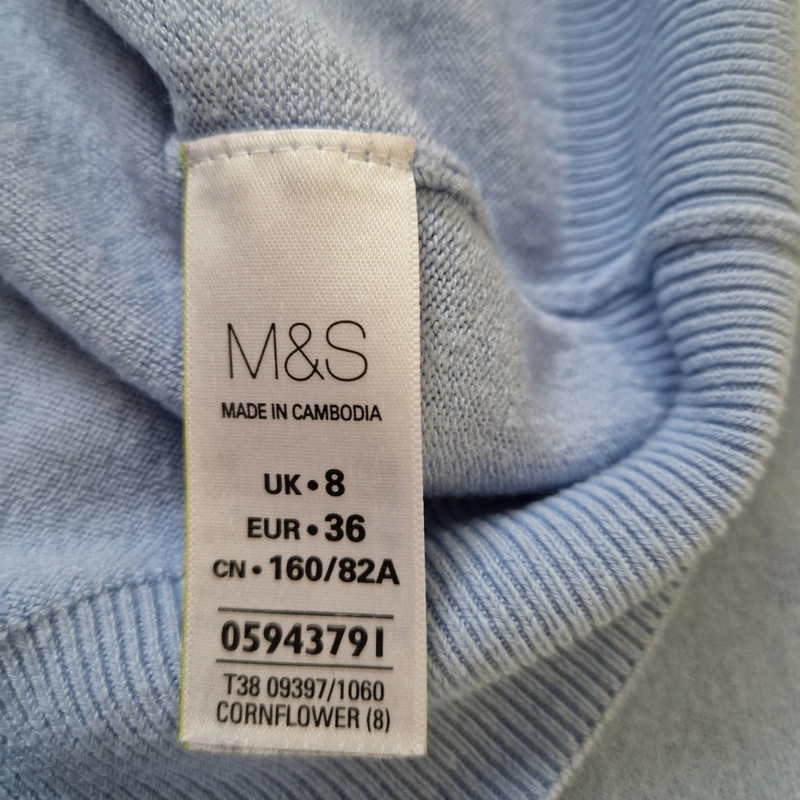 M&S
MADE IN CAMBODIA
UK • 8
EUR • 36
CN • 160/82A
05943791
T38 09397/1060
CORNFLOWER (8)